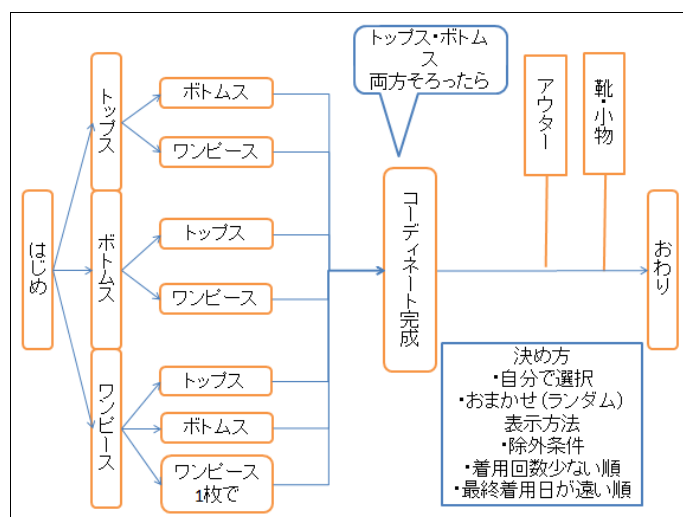 はじめ
トップス
ボトムス
ワンピース
ボトムス
トップス
ワンピース
ワンピース
トップス
ボトムス
ワンピース
1枚で
トップス・ボトム
ス
両方そろったら
コーディネート完成
アウター
靴・小物
おわり
決め方
・自分で選択
・おまかせ(ランダム)
表示方法
・除外条件
・着用回数少ない順
・最終着用日が遠い順